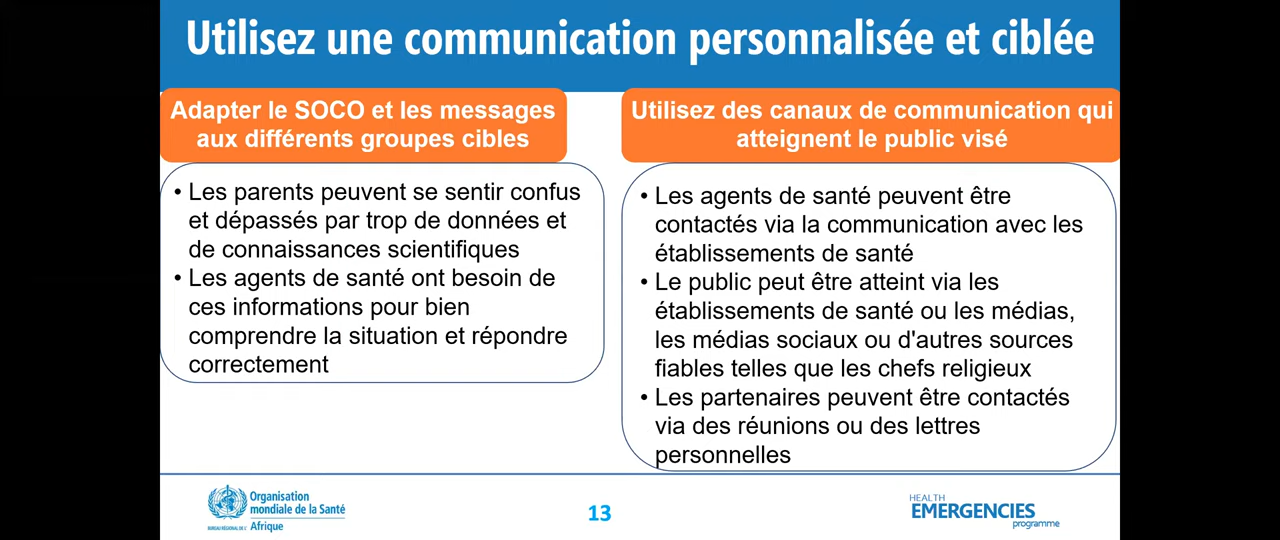 Utilisez une communication personnalisée et ciblée
Adapter le SOCO et les messages
aux différents groupes cibles
• Les parents peuvent se sentir confus
et dépassés par trop de données et
de connaissances scientifiques
• Les agents de santé ont besoin de
ces informations pour bien
comprendre la situation et répondre
correctement
Utilisez des canaux de communication qui
atteignent le public visé
• Les agents de santé peuvent être
contactés via la communication avec les
établissements de santé
• Le public peut être atteint via les
établissements de santé ou les médias,
les médias sociaux ou d'autres sources
fiables telles que les chefs religieux
• Les partenaires peuvent être contactés
via des réunions ou des lettres
personnelles
Organisation
mondiale de la Santé
BUREAU RÉGIONAL DE L' Afrique
13
HEALTH
EMERGENCIES
programme